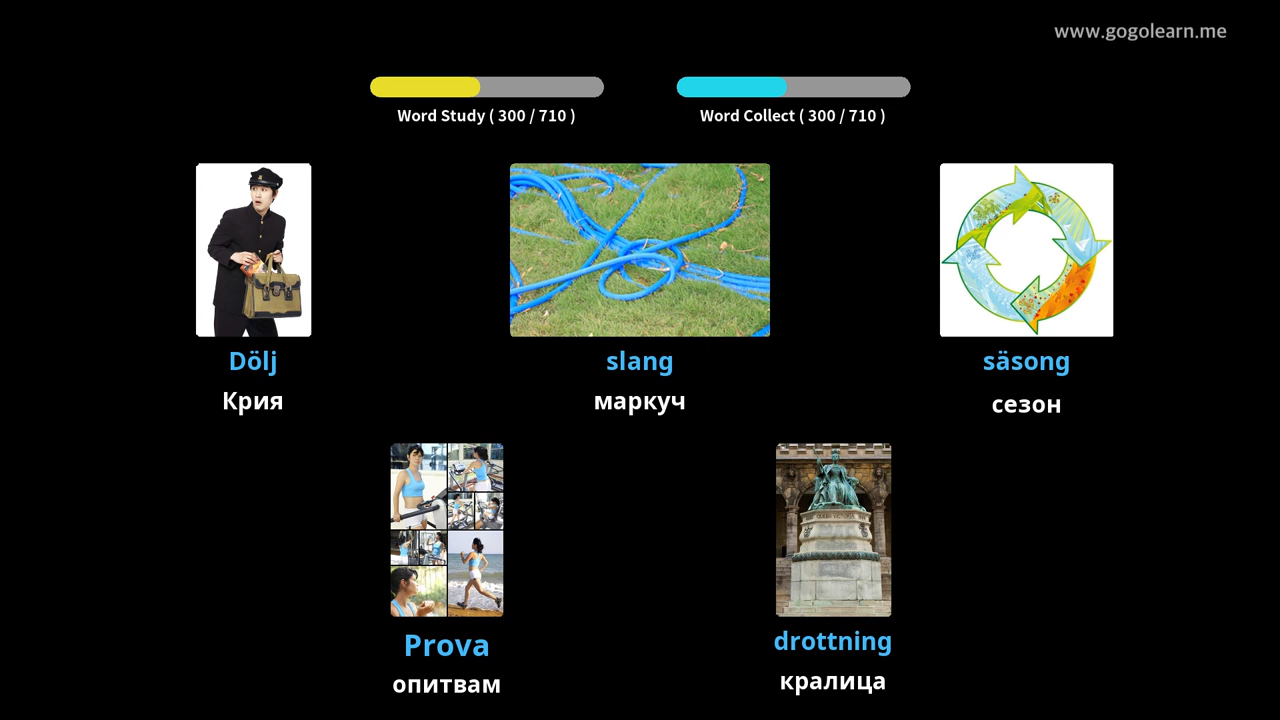 www.gogolearn.me
Word Study ( 300 / 710 )
Word Collect ( 300 / 710 )
Dölj
Крия
slang
маркуч
säsong
сезон
Prova
опитвам
drottning
кралица